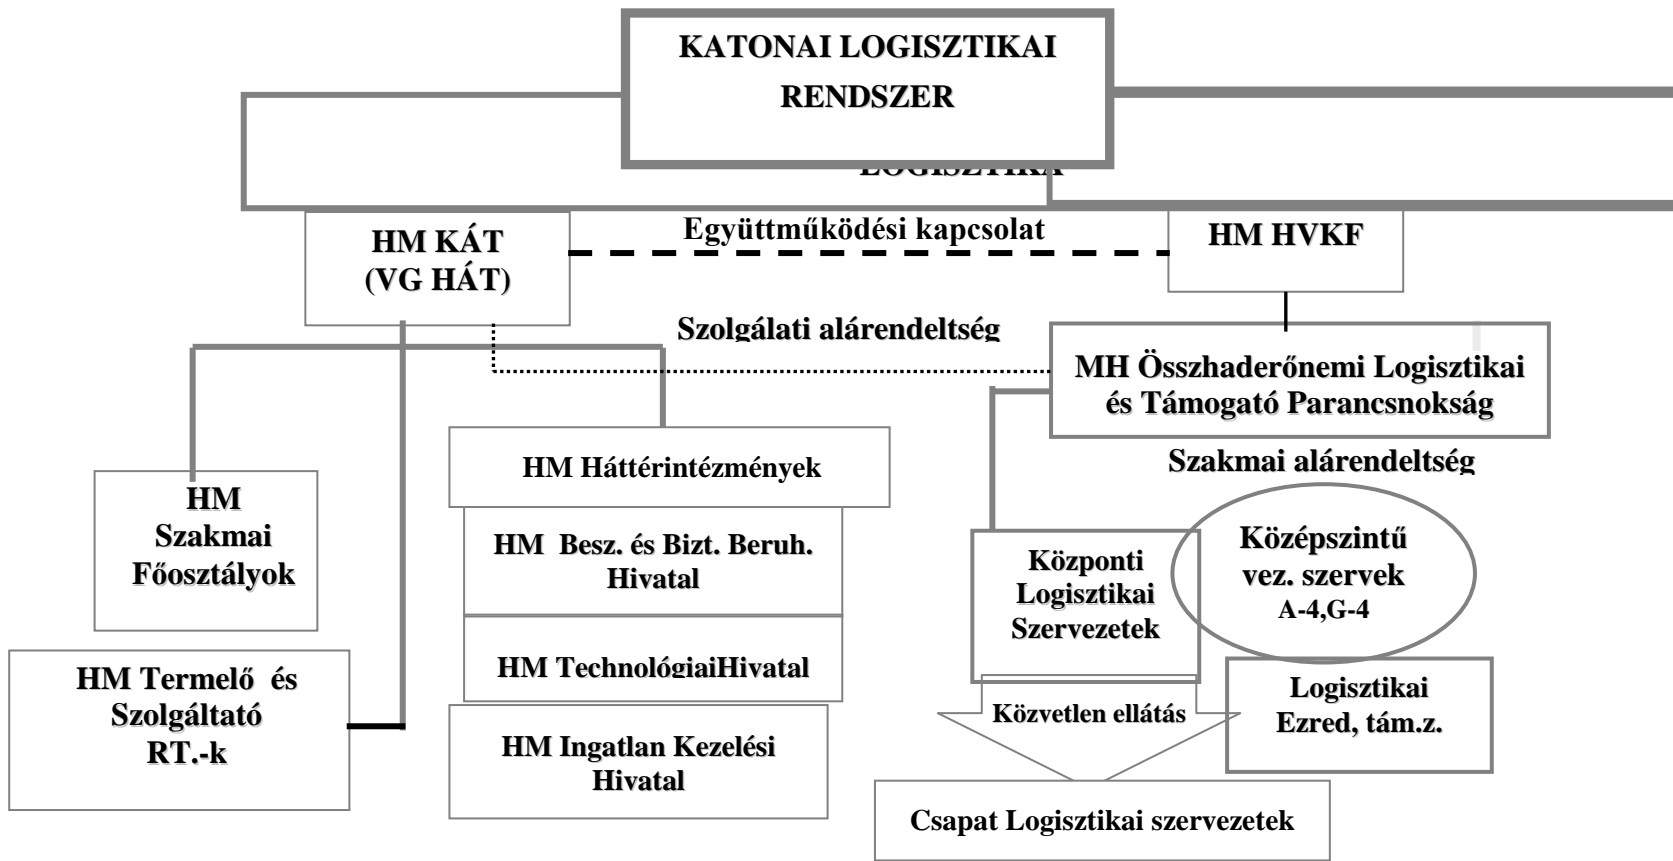 KATONAI LOGISZTIKAI
RENDSZER
LOGISZTIKA
HM KÁT
(VG HÁT)
Együttműködési kapcsolat
HM HVKF
Szolgálati alárendeltség
MH Összhaderőnemi Logisztikai
és Támogató Parancsnokság
Szakmai alárendeltség
HM
Szakmai
Főosztályok
HM Háttérintézmények
HM Besz. és Bizt. Beruh.
Hivatal
HM TechnológiaiHivatal
HM Ingatlan Kezelési
Hivatal
HM Termelő és
Szolgáltató
RT.-k
Központi
Logisztikai
Szervezetek
Középszintű
vez. szervek
A-4,G-4
Logisztikai
Ezred, tám.z.
Közvetlen ellátás
Csapat Logisztikai szervezetek